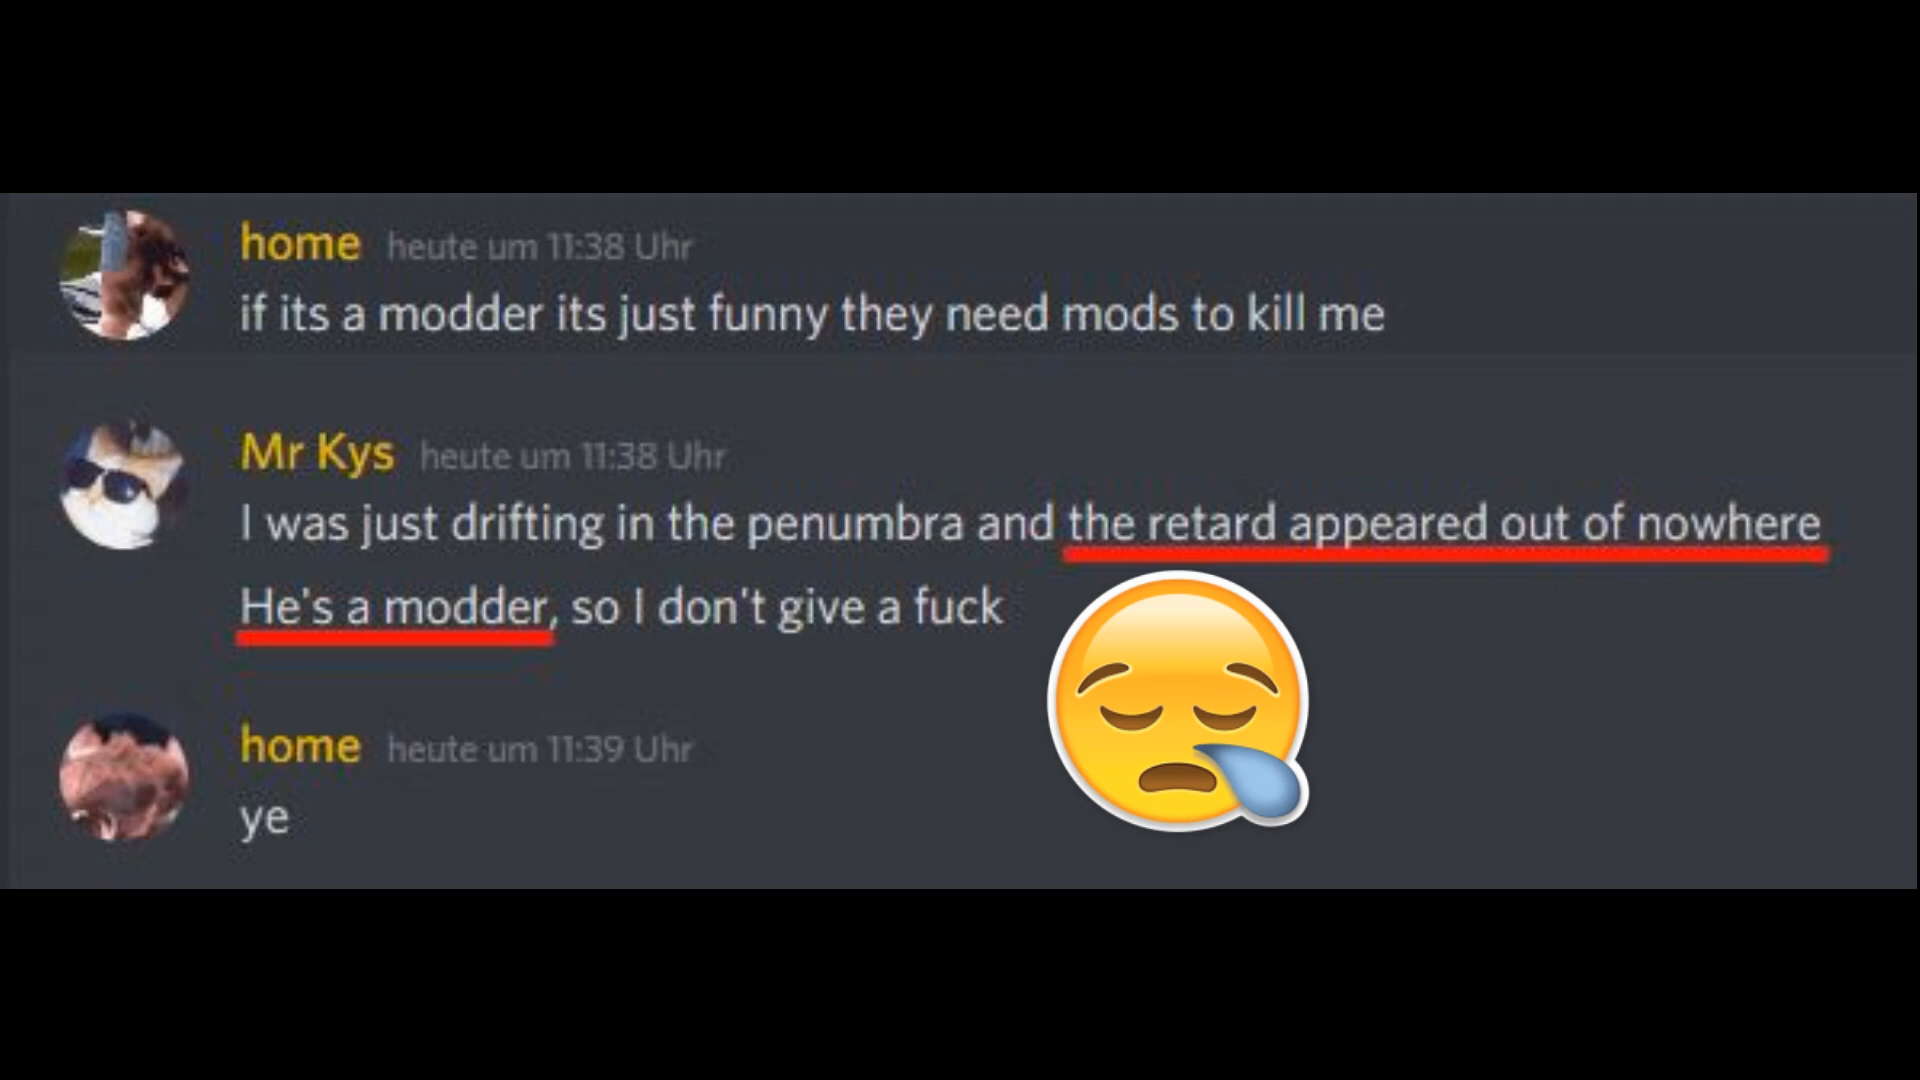 home heute um 11:38 Uhr
if its a modder its just funny they need mods to kill me
Mr Kys heute um 11:38 Uhr
I was just drifting in the penumbra and the retard appeared out of nowhere
He's a modder, so I don't give a fuck
home heute um 11:39 Uhr
ye